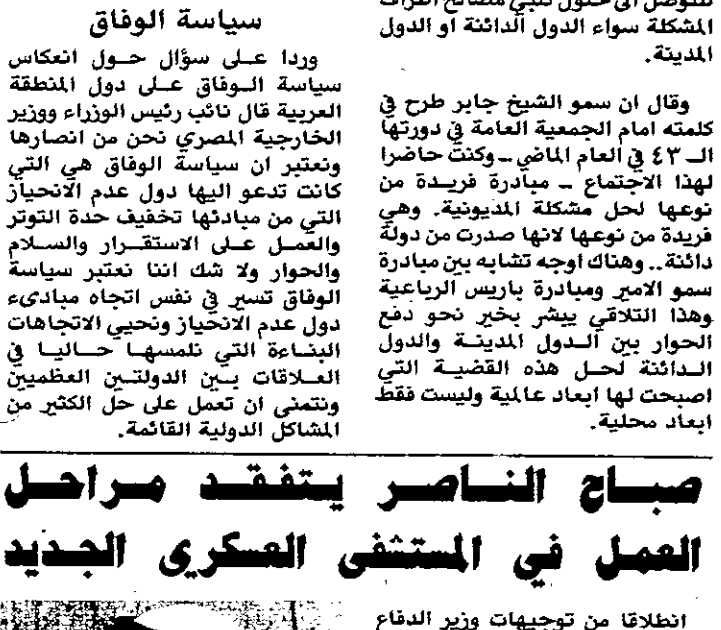 للتوصل الى حلول تلبي مصالح اطراف
المشكلة سواء الدول الدائنة او الدول
المدينة.
وقال ان سمو الشيخ جابر طرح في
كلمته امام الجمعية العامة في دورتها
الـ ٤٣ في العام الماضي ــ وكنت حاضرا
لهذا الاجتماع ــ مبادرة فريدة من
نوعها لحل مشكلة المديونية. وهي
فريدة من نوعها لانها صدرت من دولة
دائنة.. وهناك اوجه تشابه بين مبادرة
سمو الامير ومبادرة باريس الرباعية
وهذا التلاقي يبشر بخير نحو دفع
الحوار بين الدول المدينة والدول
الدائنة لحل هذه القضية التي
اصبحت لها ابعاد عالمية وليست فقط
ابعاد محلية.
سياسة الوفاق
وردا على سؤال حول انعكاس
سياسة الوفاق على دول المنطقة
العربية قال نائب رئيس الوزراء ووزير
الخارجية المصري نحن من انصارها
ونعتبر ان سياسة الوفاق هي التي
كانت تدعو اليها دول عدم الانحياز
التي من مبادئها تخفيف حدة التوتر
والعمل على الاستقرار والسلام
والحوار ولا شك اننا نعتبر سياسة
الوفاق تسير في نفس اتجاه مبادىء
دول عدم الانحياز ونحيي الاتجاهات
البناءة التي نلمسها حاليا في
العلاقات بين الدولتين العظميين
ونتمنى ان تعمل على حل الكثير من
المشاكل الدولية القائمة.
صباح الناصر يتفقد مراحل
العمل في المستشفى العسكرى الجديد
انطلاقا من توجيهات وزير الدفاع